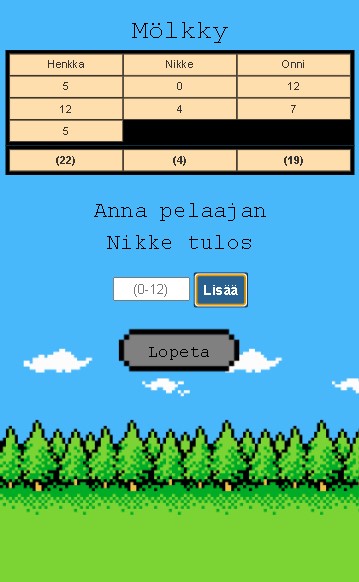 Mölkky
Henkka Nikke Onni
5 0 12
12 4 7
5
(22) (4) (19)
Anna pelaajan
Nikke tulos
(0-12) Lisää
Lopeta